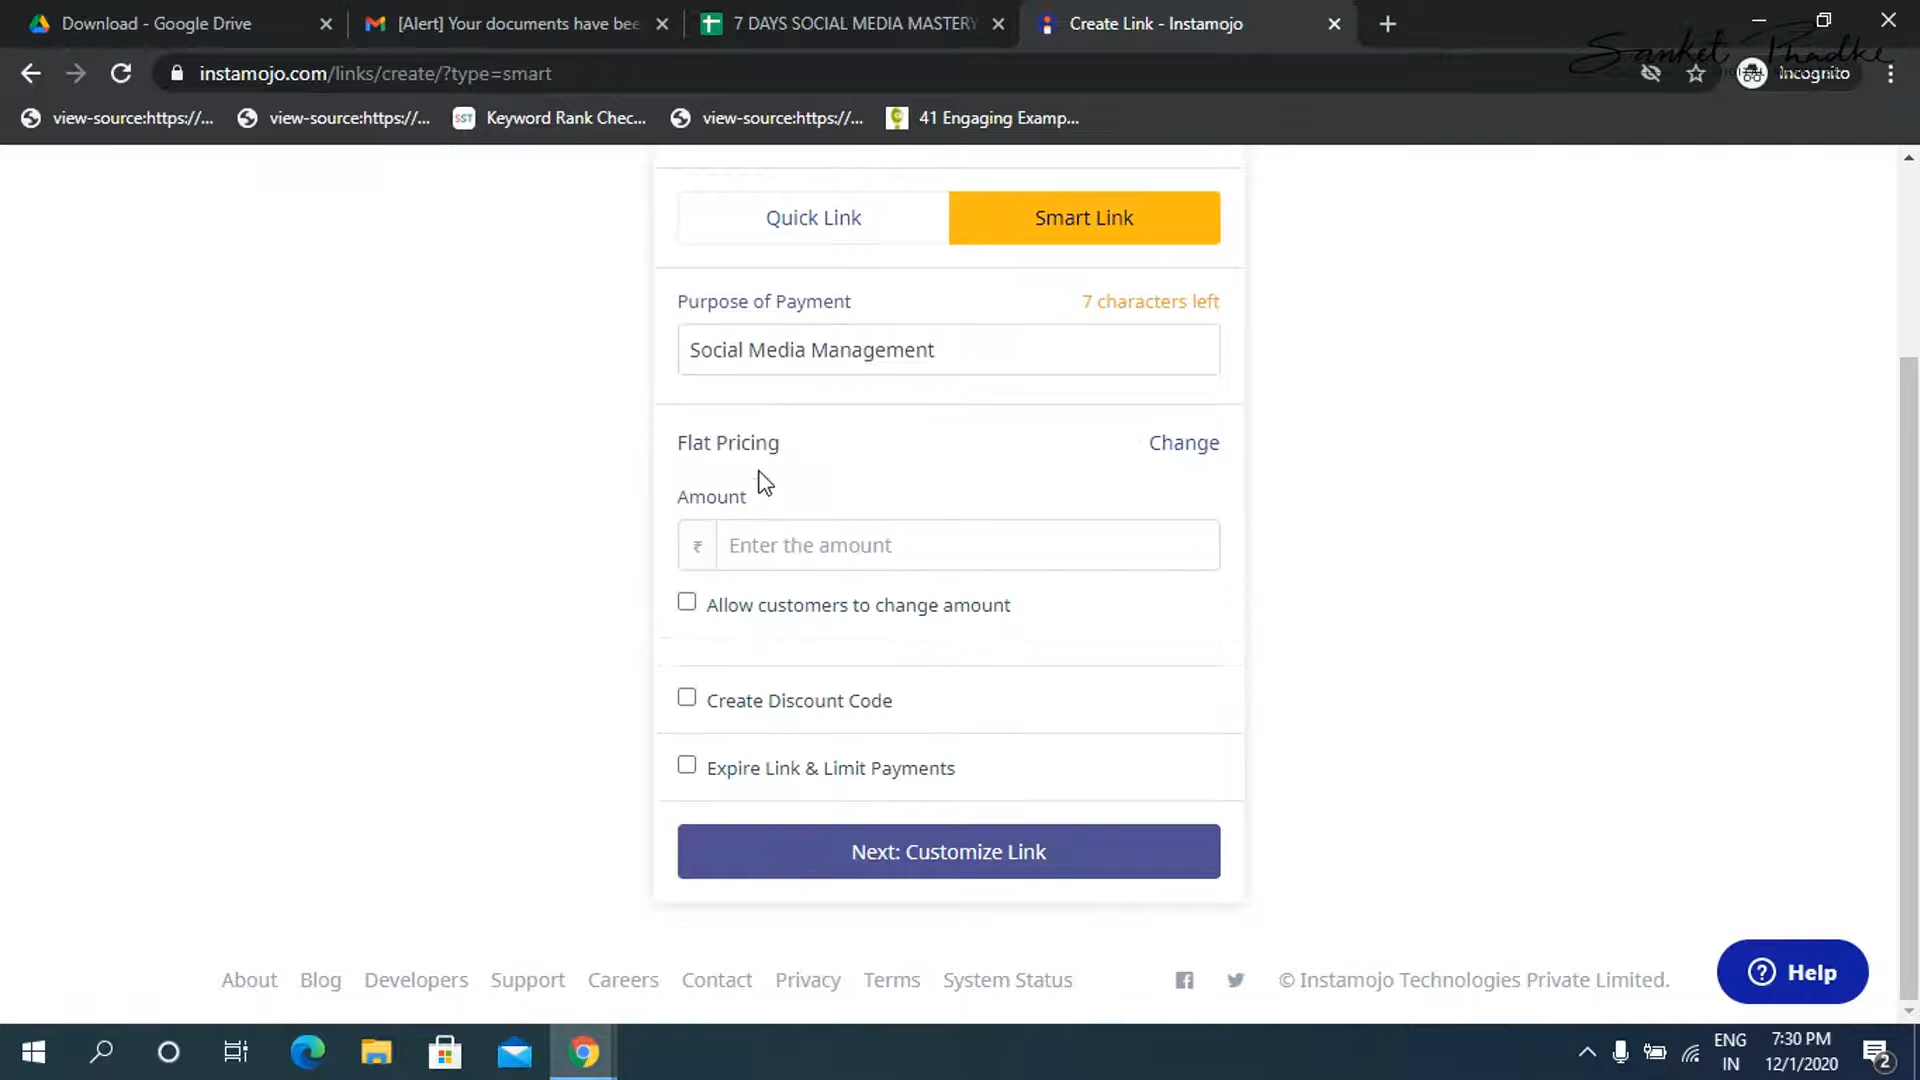 Download - Google Drive
[Alert] Your documents have bee
7 DAYS SOCIAL MEDIA MASTERY
Create Link - Instamojo
Sanket Phadke
instamojo.com/links/create/?type=smart
Incognito
view-source:https://...
view-source:https://...
SST
Keyword Rank Chec...
view-source:https://...
41 Engaging Examp...
Quick Link
Smart Link
Purpose of Payment
7 characters left
Social Media Management
Flat Pricing
Change
Amount
₹
Enter the amount
Allow customers to change amount
Create Discount Code
Expire Link & Limit Payments
Next: Customize Link
About
Blog
Developers
Support
Careers
Contact
Privacy
Terms
System Status
© Instamojo Technologies Private Limited.
? Help
ENG
IN
7:30 PM
12/1/2020
2